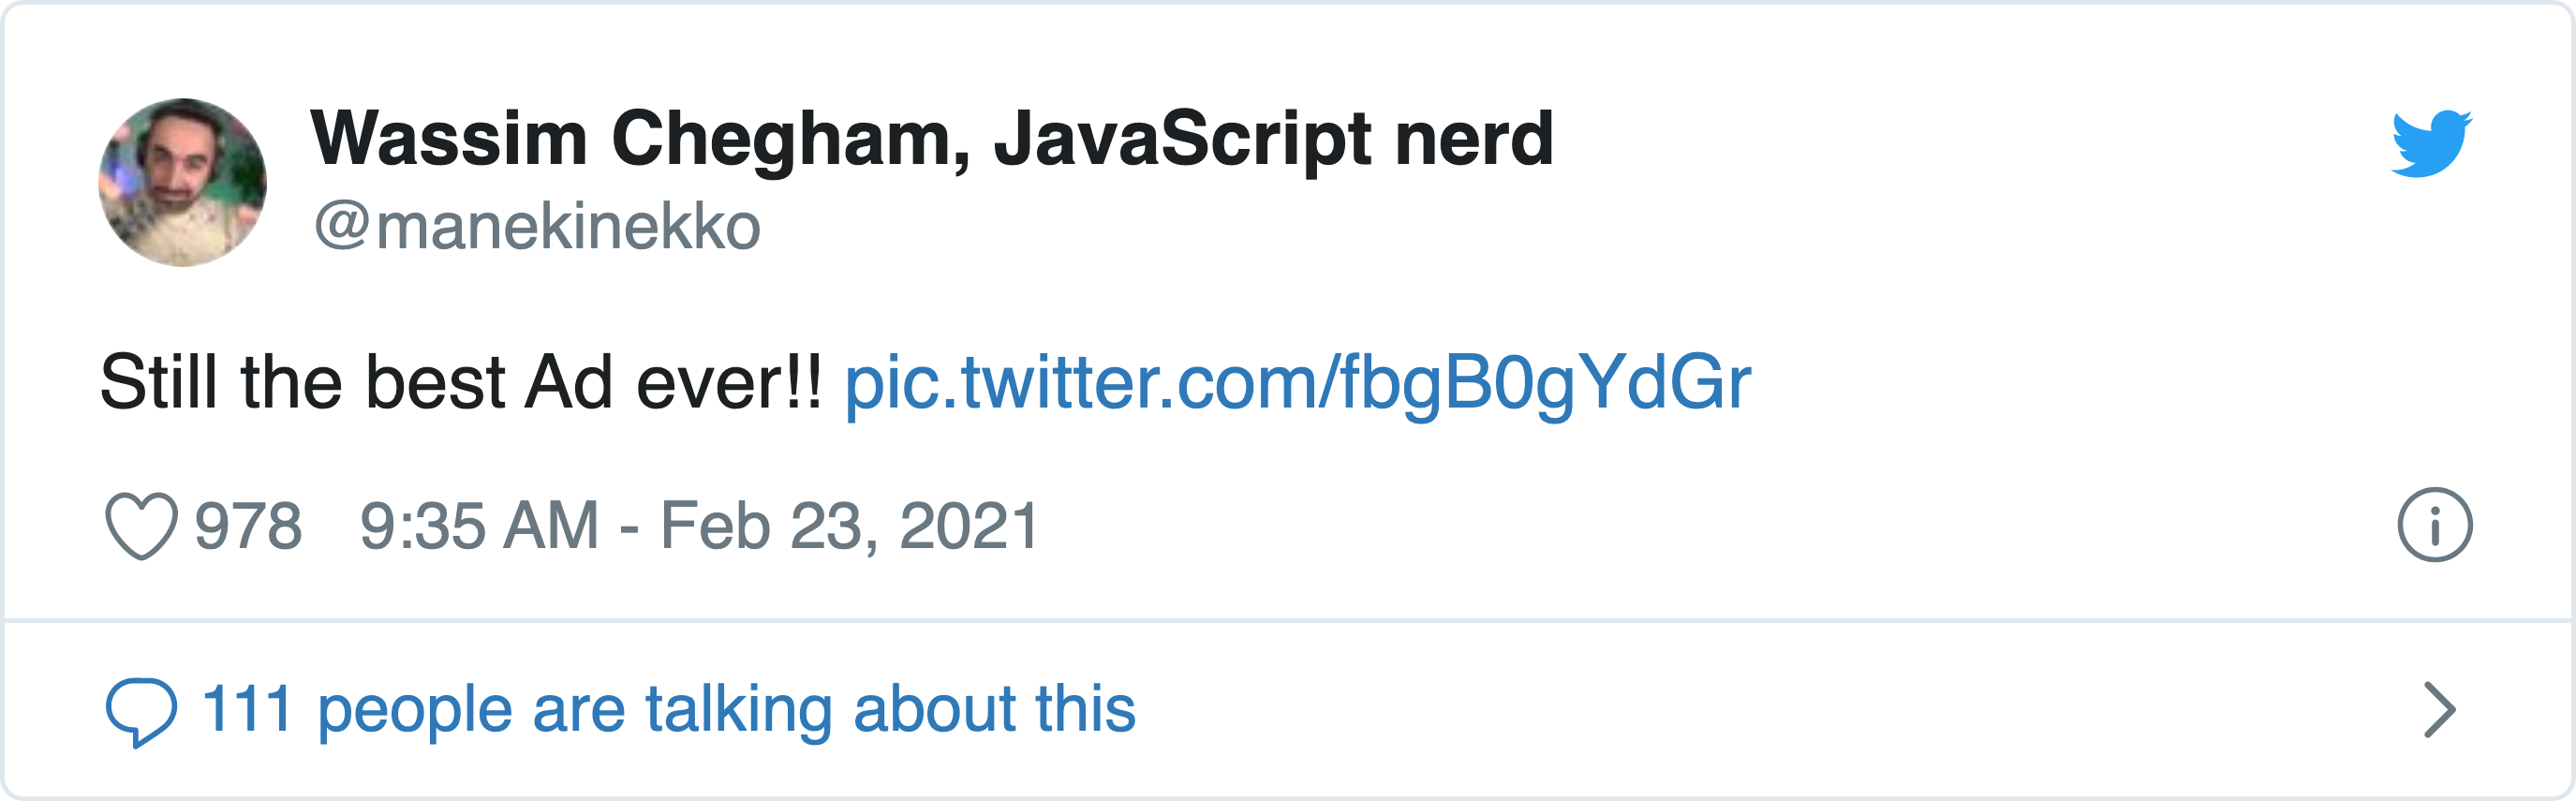 Wassim Chegham, JavaScript nerd
@manekinekko
Still the best Ad ever!! pic.twitter.com/fbgB0gYdGr
978 9:35 AM - Feb 23, 2021
111 people are talking about this